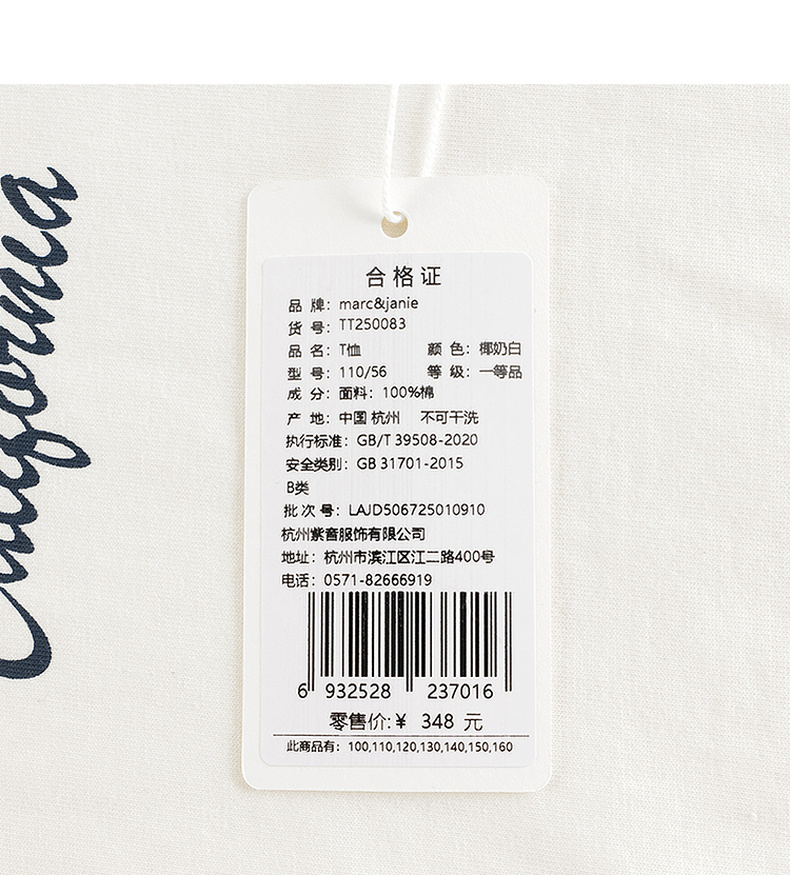 California
合格证
品 牌：marc&janie
货 号：TT250083
品 名：T恤 颜 色：椰奶白
型 号：110/56 等 级：一等品
成 分：面料：100%棉
产 地：中国 杭州 不可干洗
执行标准：GB/T 39508-2020
安全类别：GB 31701-2015
B类
批 次 号：LAJD506725010910
杭州紫音服饰有限公司
地址：杭州市滨江区江二路400号
电话：0571-82666919
6 932528 237016
零售价:¥ 348 元
此商品有：100,110,120,130,140,150,160